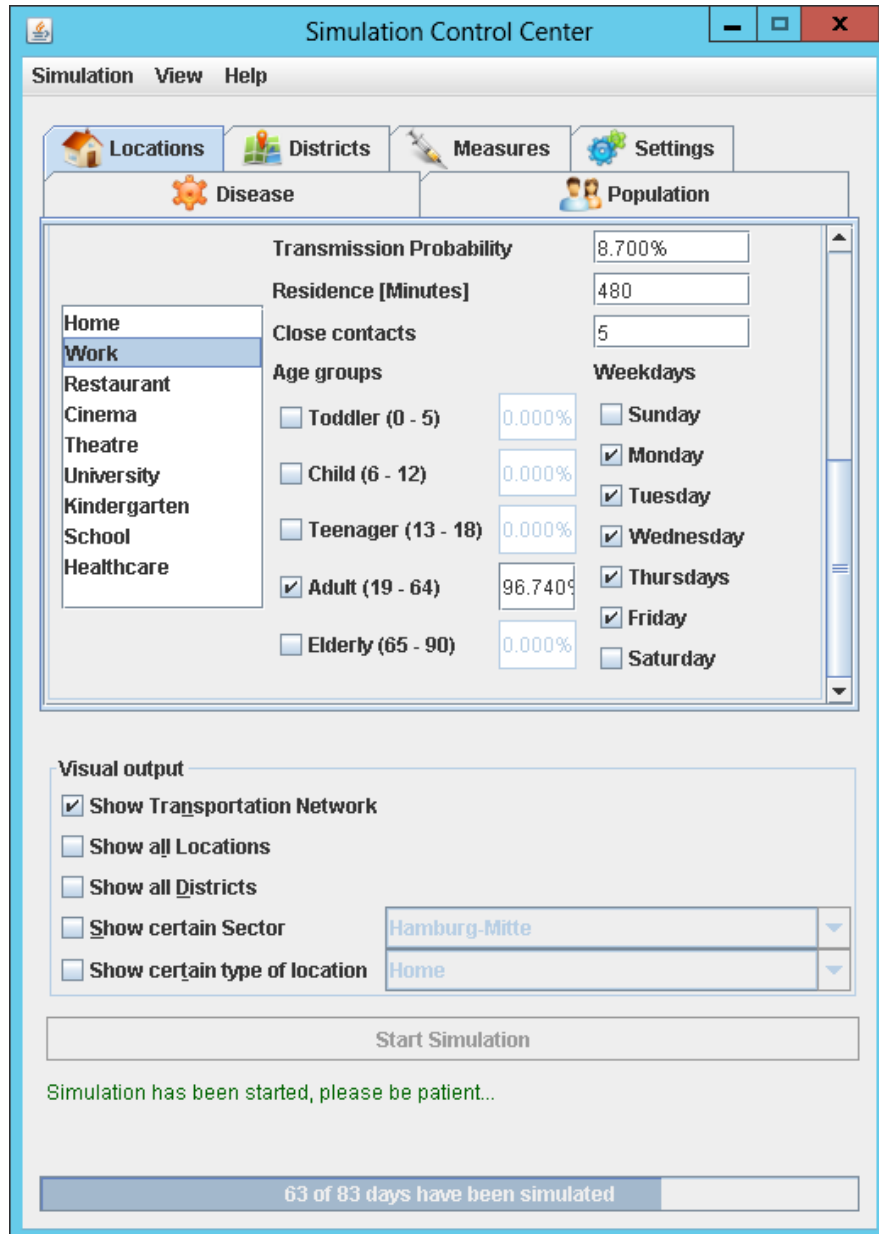 Simulation Control Center
Simulation View Help
Locations Districts Measures Settings
Disease Population
Transmission Probability 8.700%
Residence [Minutes] 480
Close contacts 5
Home
Work
Restaurant
Cinema
Theatre
University
Kindergarten
School
Healthcare
Age groups
Toddler (0 - 5) 0.000%
Child (6 - 12) 0.000%
Teenager (13 - 18) 0.000%
Adult (19 - 64) 96.740%
Elderly (65 - 90) 0.000%
Weekdays
Sunday
Monday
Tuesday
Wednesday
Thursdays
Friday
Saturday
Visual output
Show Transportation Network
Show all Locations
Show all Districts
Show certain Sector Hamburg-Mitte
Show certain type of location Home
Start Simulation
Simulation has been started, please be patient...
63 of 83 days have been simulated